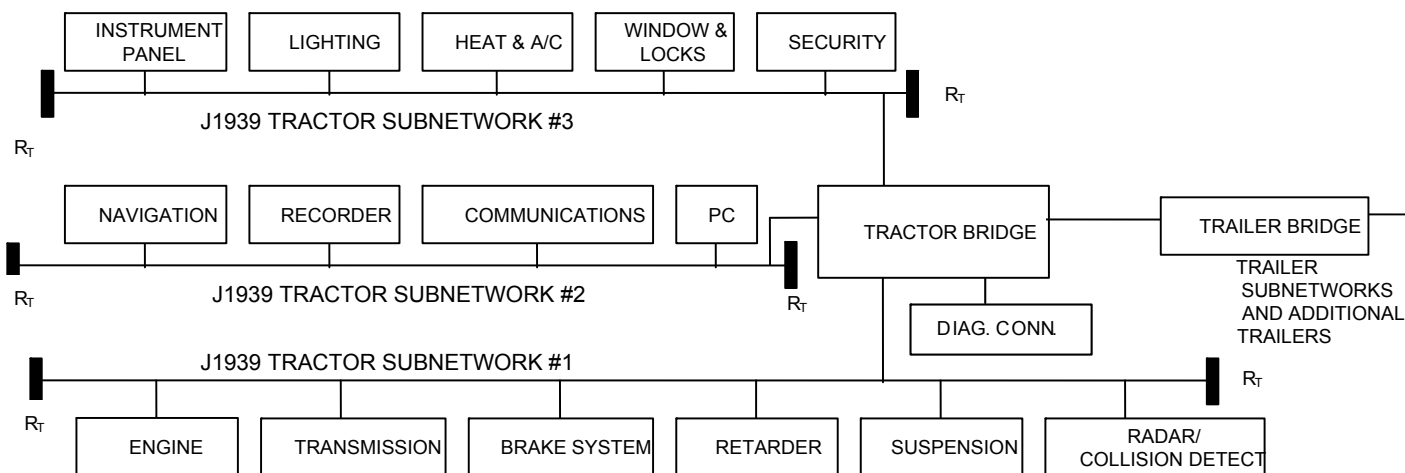 INSTRUMENT
PANEL
LIGHTING
HEAT & A/C
WINDOW &
LOCKS
SECURITY
RT
J1939 TRACTOR SUBNETWORK #3
RT
NAVIGATION
RECORDER
COMMUNICATIONS
PC
TRACTOR BRIDGE
TRAILER BRIDGE
RT
J1939 TRACTOR SUBNETWORK #2
RT
TRAILER
SUBNETWORKS
AND ADDITIONAL
TRAILERS
DIAG. CONN.
J1939 TRACTOR SUBNETWORK #1
RT
RT
ENGINE
TRANSMISSION
BRAKE SYSTEM
RETARDER
SUSPENSION
RADAR/
COLLISION DETECT